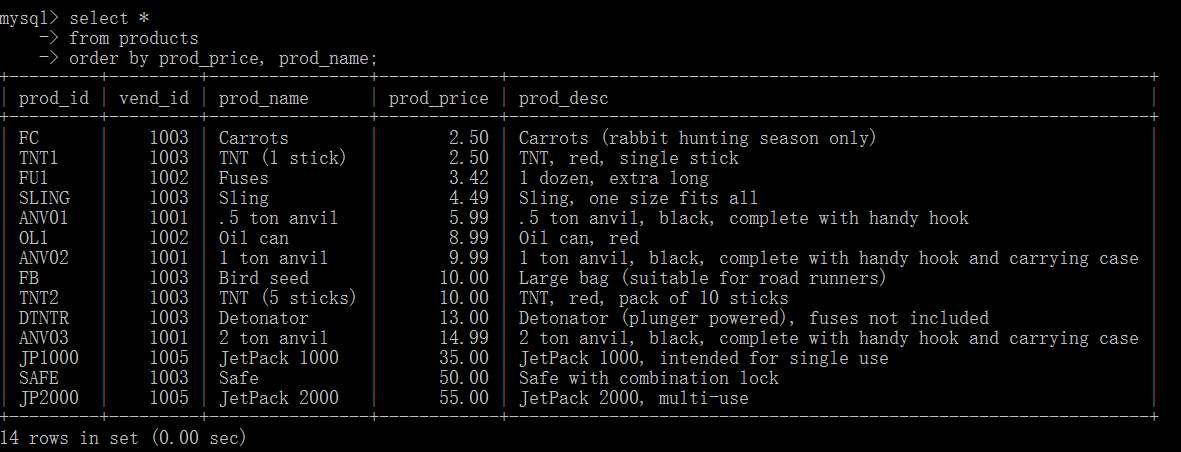 mysql> select *
    -> from products
    -> order by prod_price, prod_name;
+---------+---------+----------------+------------+----------------------------------------------------------------+
| prod_id | vend_id | prod_name      | prod_price | prod_desc                                                      |
+---------+---------+----------------+------------+----------------------------------------------------------------+
| FC      |    1003 | Carrots        |       2.50 | Carrots (rabbit hunting season only)                           |
| TNT1    |    1003 | TNT (1 stick)  |       2.50 | TNT, red, single stick                                         |
| FU1     |    1002 | Fuses          |       3.42 | 1 dozen, extra long                                            |
| SLING   |    1003 | Sling          |       4.49 | Sling, one size fits all                                       |
| ANV01   |    1001 | .5 ton anvil   |       5.99 | .5 ton anvil, black, complete with handy hook                  |
| OL1     |    1002 | Oil can        |       8.99 | Oil can, red                                                   |
| ANV02   |    1001 | 1 ton anvil    |       9.99 | 1 ton anvil, black, complete with handy hook and carrying case |
| FB      |    1003 | Bird seed      |      10.00 | Large bag (suitable for road runners)                          |
| TNT2    |    1003 | TNT (5 sticks) |      10.00 | TNT, red, pack of 10 sticks                                    |
| DTNTR   |    1003 | Detonator      |      13.00 | Detonator (plunger powered), fuses not included                |
| ANV03   |    1001 | 2 ton anvil    |      14.99 | 2 ton anvil, black, complete with handy hook and carrying case |
| JP1000  |    1005 | JetPack 1000   |      35.00 | JetPack 1000, intended for single use                          |
| SAFE    |    1003 | Safe           |      50.00 | Safe with combination lock                                     |
| JP2000  |    1005 | JetPack 2000   |      55.00 | JetPack 2000, multi-use                                        |
+---------+---------+----------------+------------+----------------------------------------------------------------+
14 rows in set (0.00 sec)